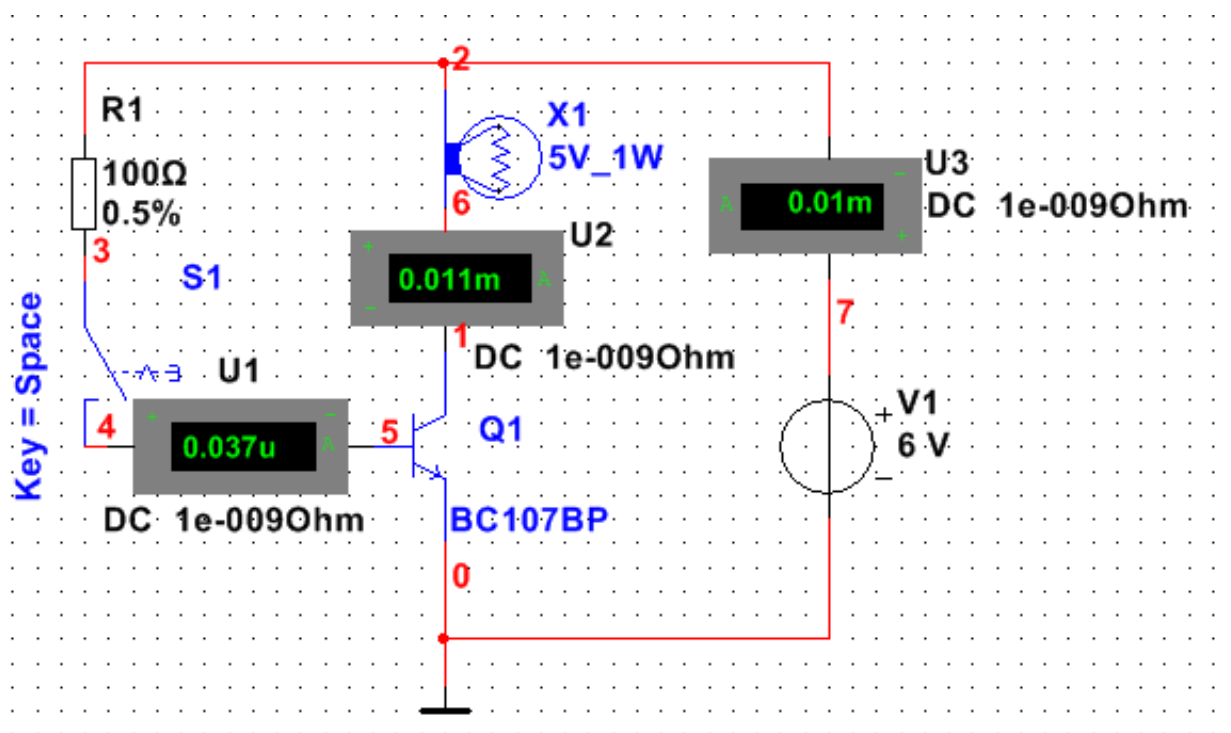 2
R1
100Ω
0.5%
3
X1
5V_1W
6
U3
0.01m
A
DC 1e-009Ohm
U2
0.011m
A
1
DC 1e-009Ohm
7
S1
Key = Space
U1
4
0.037u
A
5
DC 1e-009Ohm
Q1
BC107BP
0
V1
6 V